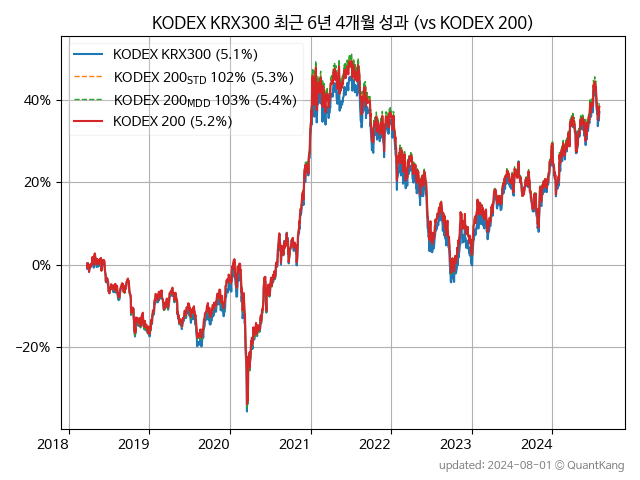 KODEX KRX300 최근 6년 4개월 성과 (vs KODEX 200)
KODEX KRX300 (5.1%)
KODEX 200STD 102% (5.3%)
KODEX 200MDD 103% (5.4%)
KODEX 200 (5.2%)
40%
20%
0%
−20%
2018 2019 2020 2021 2022 2023 2024
updated: 2024-08-01 © QuantKang